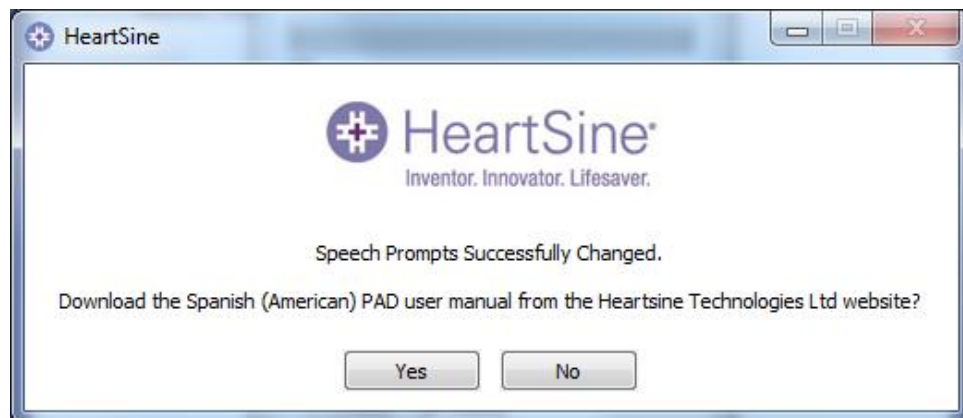 HeartSine
HeartSine®
Inventor. Innovator. Lifesaver.
Speech Prompts Successfully Changed.
Download the Spanish (American) PAD user manual from the Heartsine Technologies Ltd website?
Yes
No